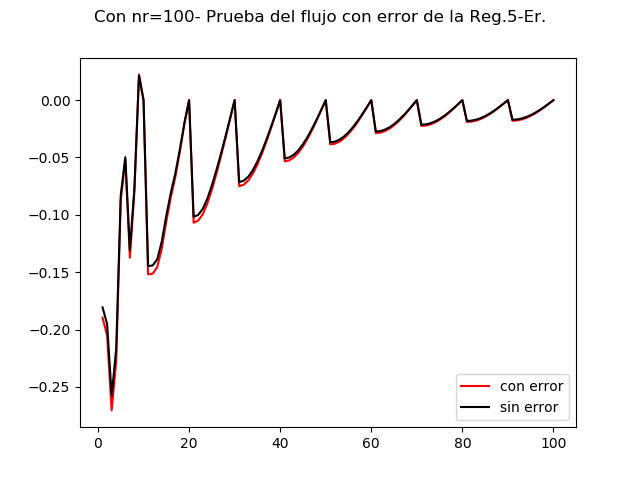 Con nr=100- Prueba del flujo con error de la Reg.5-Er.
0.00
−0.05
−0.10
−0.15
−0.20
−0.25
0 20 40 60 80 100
con error
sin error